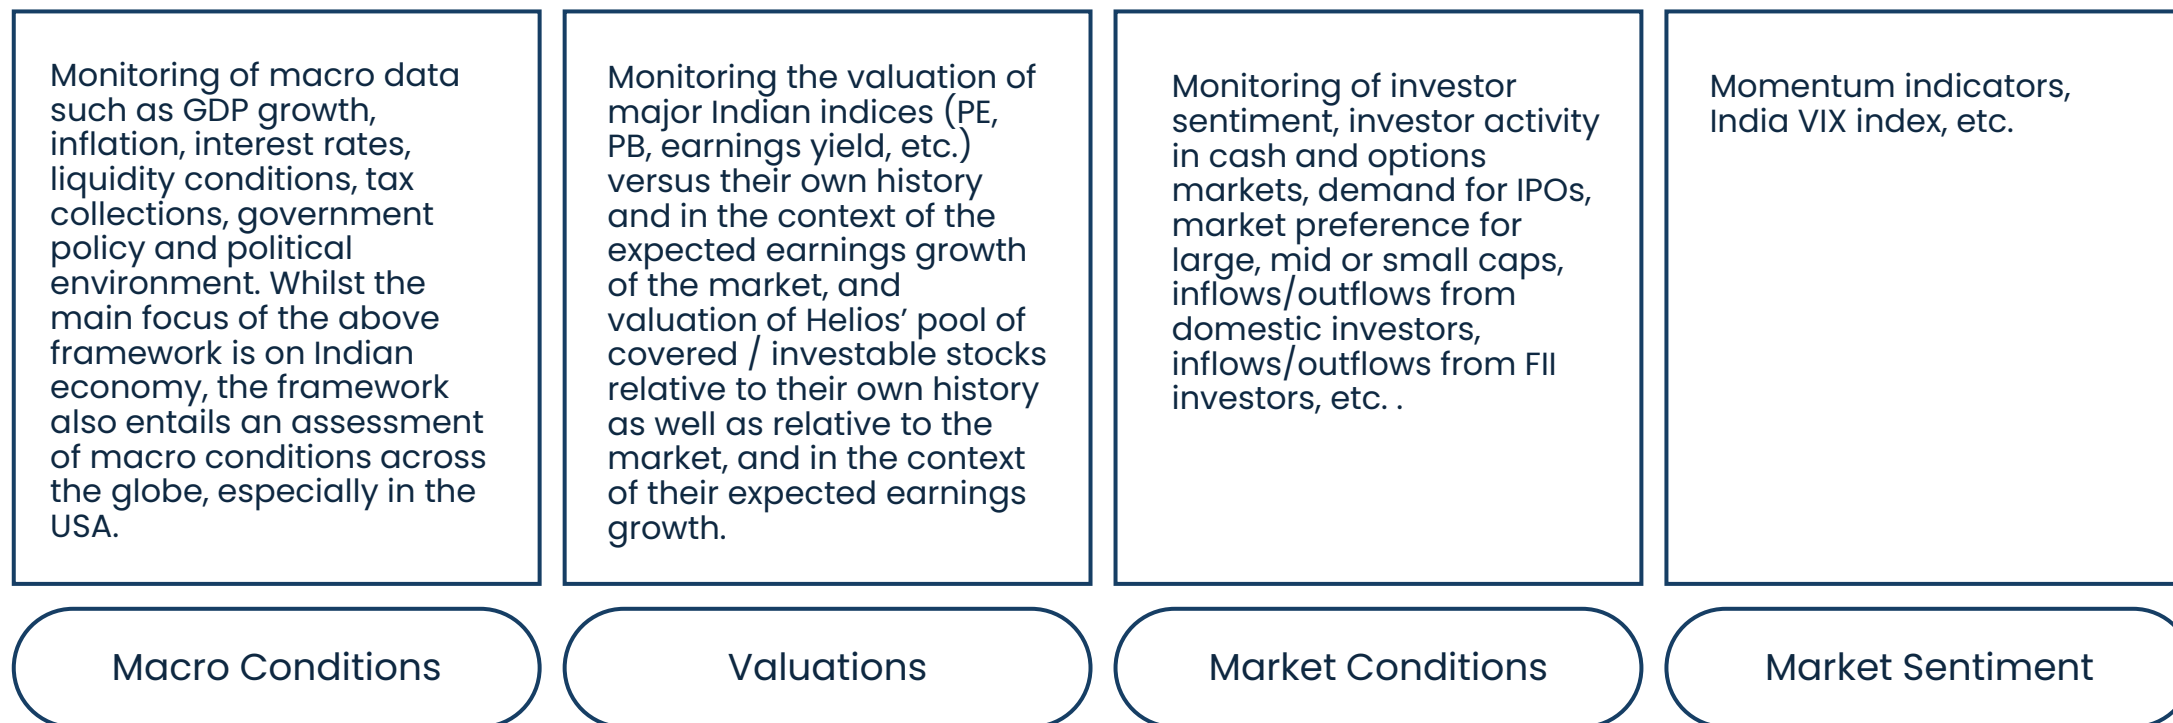 Monitoring of macro data
such as GDP growth,
inflation, interest rates,
liquidity conditions, tax
collections, government
policy and political
environment. Whilst the
main focus of the above
framework is on Indian
economy, the framework
also entails an assessment
of macro conditions across
the globe, especially in the
USA.
Macro Conditions
Monitoring the valuation of
major Indian indices (PE,
PB, earnings yield, etc.)
versus their own history
and in the context of the
expected earnings growth
of the market, and
valuation of Helios’ pool of
covered / investable stocks
relative to their own history
as well as relative to the
market, and in the context
of their expected earnings
growth.
Valuations
Monitoring of investor
sentiment, investor activity
in cash and options
markets, demand for IPOs,
market preference for
large, mid or small caps,
inflows/outflows from
domestic investors,
inflows/outflows from FII
investors, etc. .
Market Conditions
Momentum indicators,
India VIX index, etc.
Market Sentiment